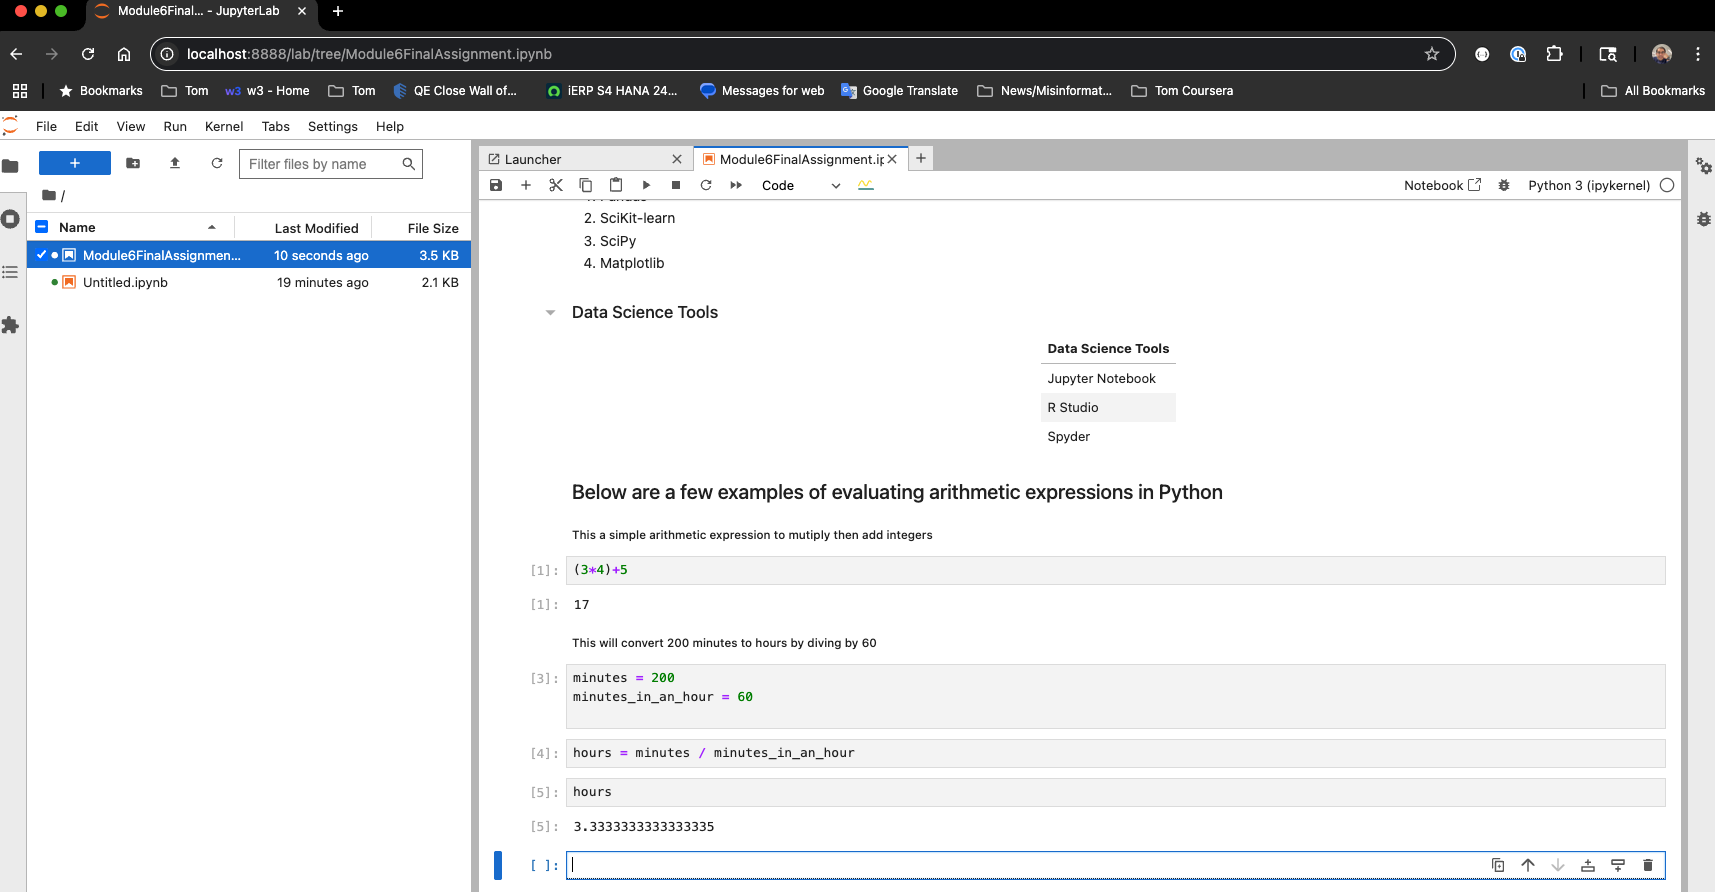 Module6Final... - JupyterLab
localhost:8888/lab/tree/Module6FinalAssignment.ipynb
Bookmarks Tom w3 w3 - Home Tom QE Close Wall of... iERP S4 HANA 24... Messages for web Google Translate News/Misinformat... Tom Coursera All Bookmarks
File Edit View Run Kernel Tabs Settings Help
Filter files by name
/
Name Last Modified File Size
Module6FinalAssignmen... 10 seconds ago 3.5 KB
Untitled.ipynb 19 minutes ago 2.1 KB
Launcher Module6FinalAssignment.ip
Code Notebook Python 3 (ipykernel)
2. SciKit-learn
3. SciPy
4. Matplotlib
Data Science Tools
Data Science Tools
Jupyter Notebook
R Studio
Spyder
Below are a few examples of evaluating arithmetic expressions in Python
This a simple arithmetic expression to mutiply then add integers
[1]: (3*4)+5
[1]: 17
This will convert 200 minutes to hours by diving by 60
[3]: minutes = 200
minutes_in_an_hour = 60
[4]: hours = minutes / minutes_in_an_hour
[5]: hours
[5]: 3.3333333333333335
[ ]: